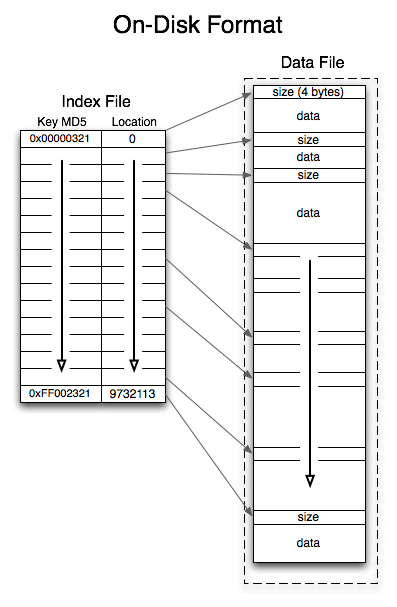 On-Disk Format
Index File
Key MD5 Location
0x00000321 0
0xFF002321 9732113
Data File
size (4 bytes)
data
size
data
size
data
size
data